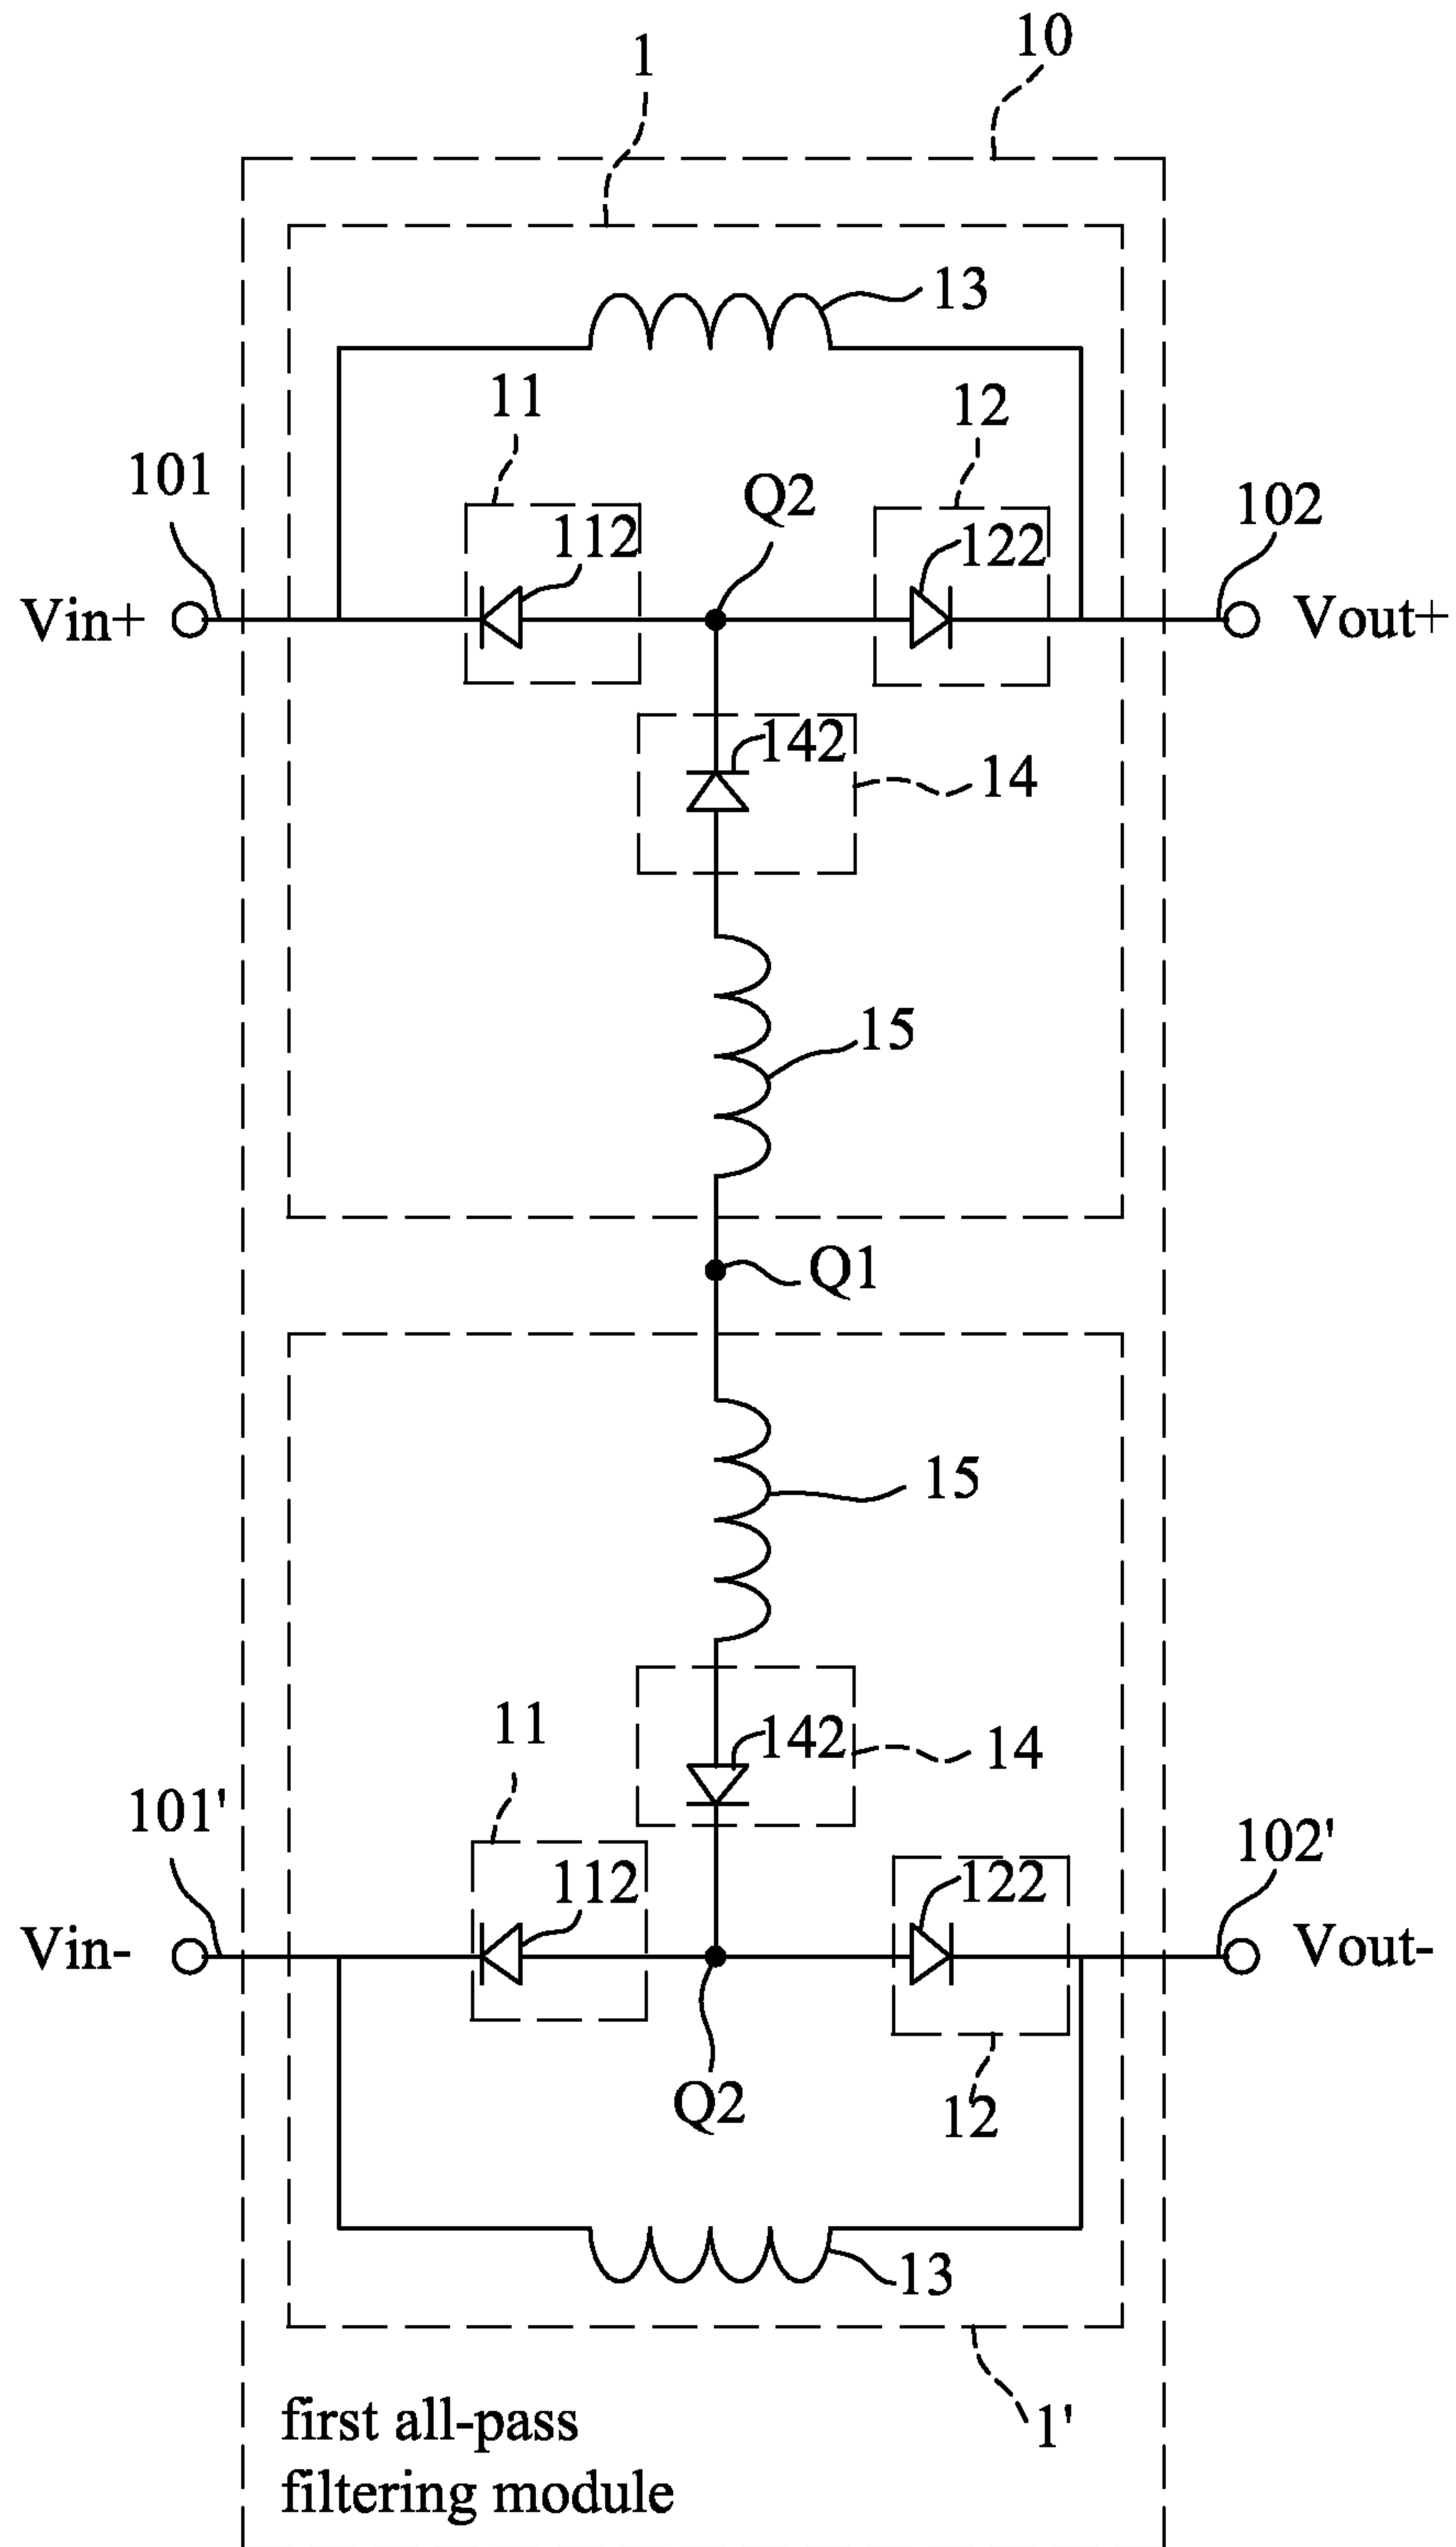 10
1
13
11
12
101
Q2
102
112
122
Vin+
Vout+
142
14
15
Q1
15
11
142
14
101'
102'
112
122
Vin-
Vout-
Q2
12
13
first all-pass
1'
filtering module